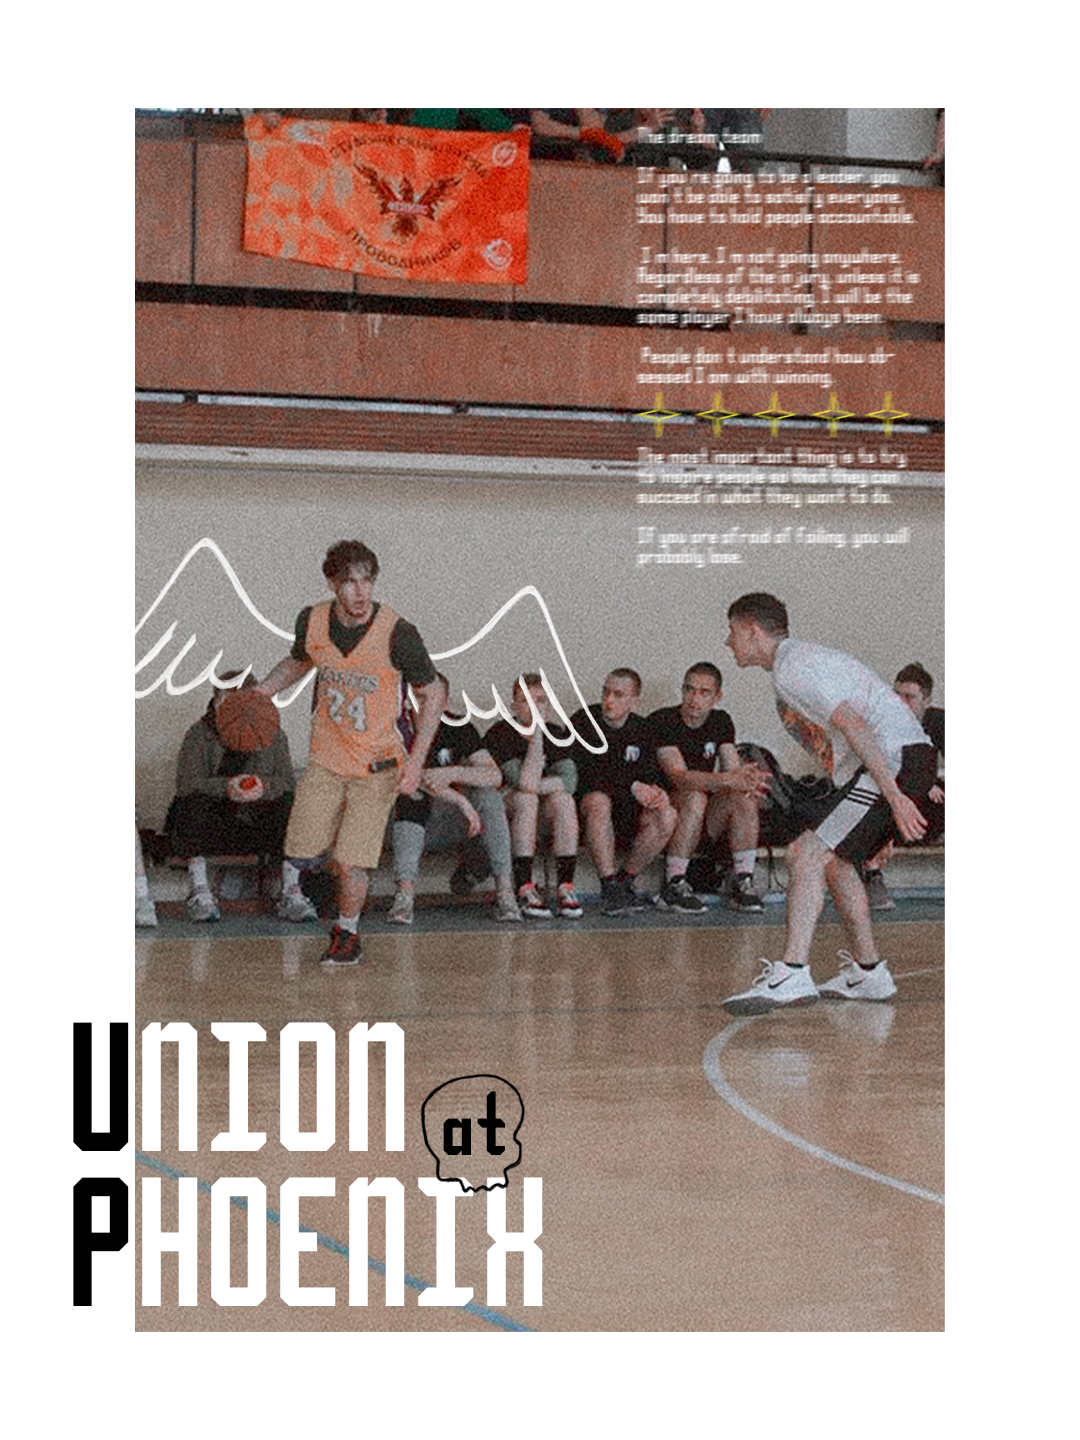 ПРОВОДНИКОВ
The dream team
If you re going to be a leader, you
won t be able to satisfy everyone.
You have to hold people accountable.
I m here. I m not going anywhere.
Regardless of the injury, unless it is
completely debilitating, I will be the
same player I have always been.
People don t understand how ob-
sessed I am with winning.
The most important thing is to try
to inspire people so that they can
succeed in what they want to do.
If you are afraid of failing, you will
probably lose.
LAKERS
24
UNION
at
PHOENIX